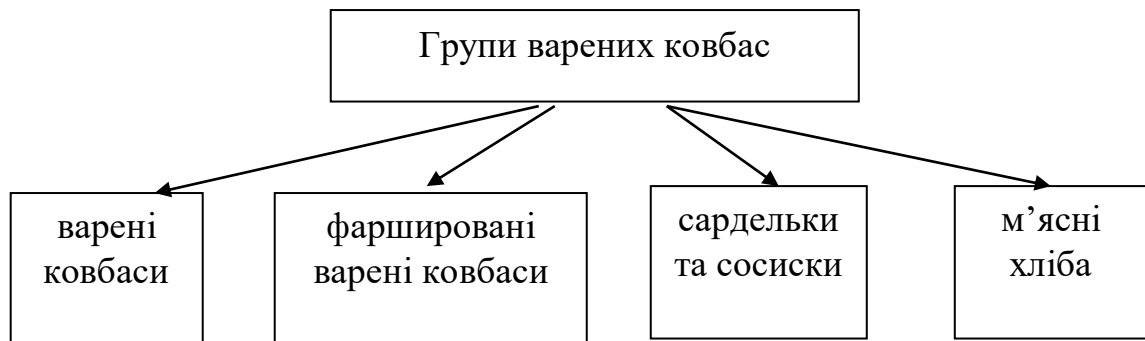 Групи варених ковбас
варені
ковбаси
фаршировані
варені ковбаси
сардельки
та сосиски
м’ясні
хліба